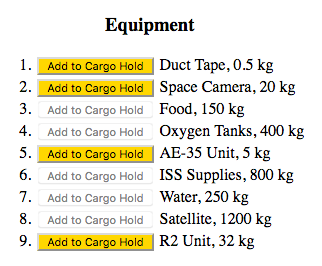 Equipment
1. Add to Cargo Hold Duct Tape, 0.5 kg
2. Add to Cargo Hold Space Camera, 20 kg
3. Add to Cargo Hold Food, 150 kg
4. Add to Cargo Hold Oxygen Tanks, 400 kg
5. Add to Cargo Hold AE-35 Unit, 5 kg
6. Add to Cargo Hold ISS Supplies, 800 kg
7. Add to Cargo Hold Water, 250 kg
8. Add to Cargo Hold Satellite, 1200 kg
9. Add to Cargo Hold R2 Unit, 32 kg